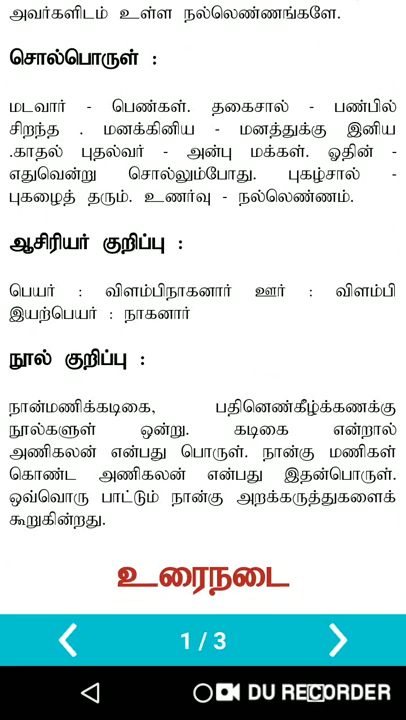 அவர்களிடம் உள்ள நல்லெண்ணங்களே.
சொல்பொருள் :
மடவார் - பெண்கள். தகைசால் - பண்பில்
சிறந்த . மனக்கினிய - மனத்துக்கு இனிய
.காதல் புதல்வர் - அன்பு மக்கள். ஓதின் -
எதுவென்று சொல்லும்போது. புகழ்சால் -
புகழைத் தரும். உணர்வு - நல்லெண்ணம்.
ஆசிரியர் குறிப்பு :
பெயர் : விளம்பிநாகனார் ஊர் : விளம்பி
இயற்பெயர் : நாகனார்
நூல் குறிப்பு :
நான்மணிக்கடிகை, பதினெண்கீழ்க்கணக்கு
நூல்களுள் ஒன்று. கடிகை என்றால்
அணிகலன் என்பது பொருள். நான்கு மணிகள்
கொண்ட அணிகலன் என்பது இதன்பொருள்.
ஒவ்வொரு பாட்டும் நான்கு அறக்கருத்துகளைக்
கூறுகின்றது.
உரைநடை
1 / 3
DU RECORDER